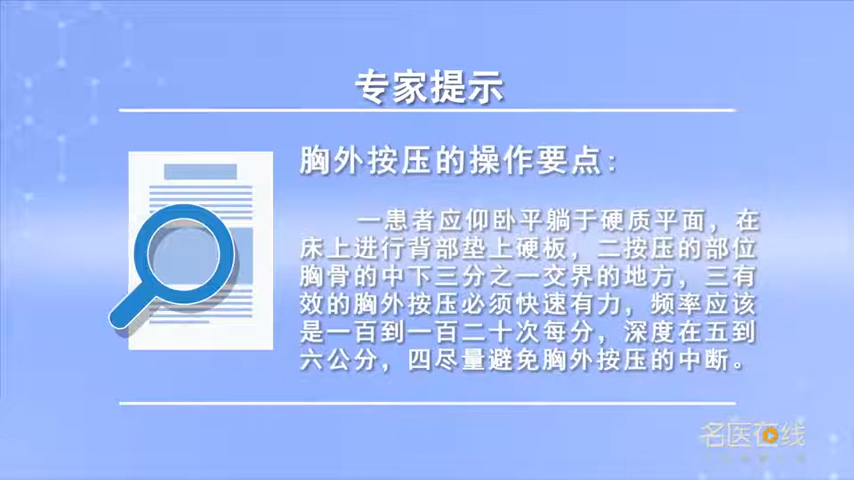 专家提示
胸外按压的操作要点：
一患者应仰卧平躺于硬质平面，在
床上进行背部垫上硬板，二按压的部位
胸骨的中下三分之一交界的地方，三有
效的胸外按压必须快速有力，频率应该
是一百到一百二十次每分，深度在五到
六公分，四尽量避免胸外按压的中断。
名医在线